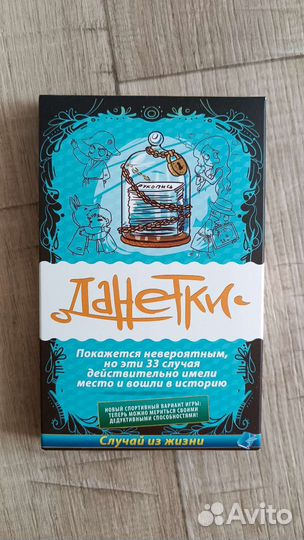 РУКОПИСЬ
ДАНЕТКИ
Покажется невероятным,
но эти 33 случая
действительно имели
место и вошли в историю
НОВЫЙ СПОРТИВНЫЙ ВАРИАНТ ИГРЫ:
ТЕПЕРЬ МОЖНО МЕРИТЬСЯ СВОИМИ
ДЕДУКТИВНЫМИ СПОСОБНОСТЯМИ!
Случай из жизни
Avito